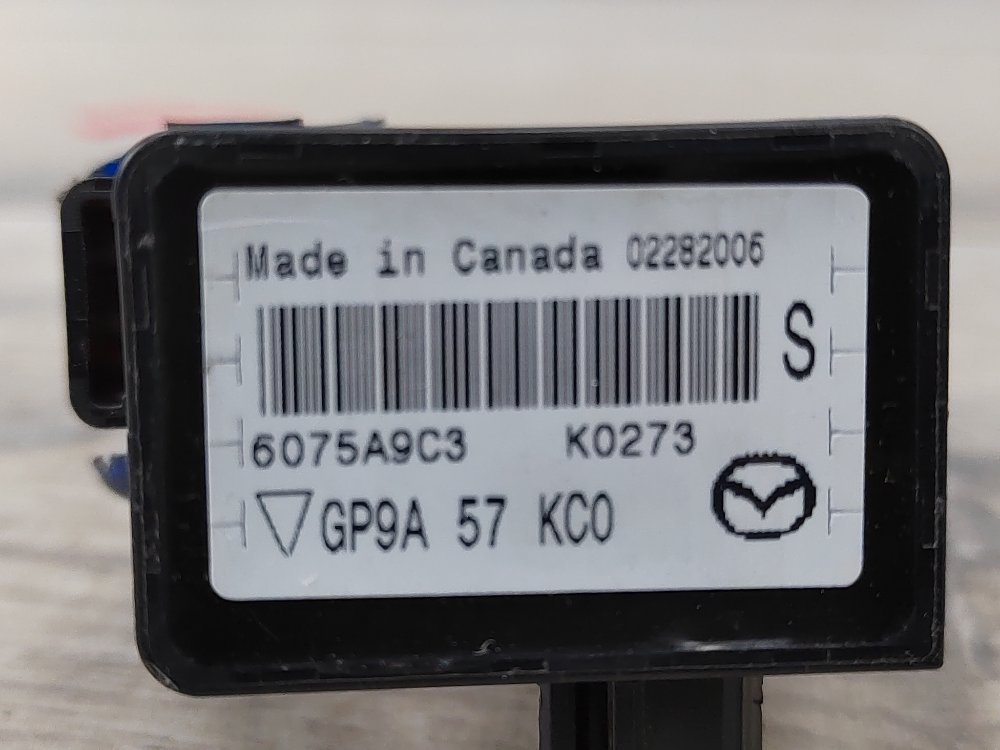 Made in Canada 02282006
S
6075A9C3 K0273
GP9A 57 KC0